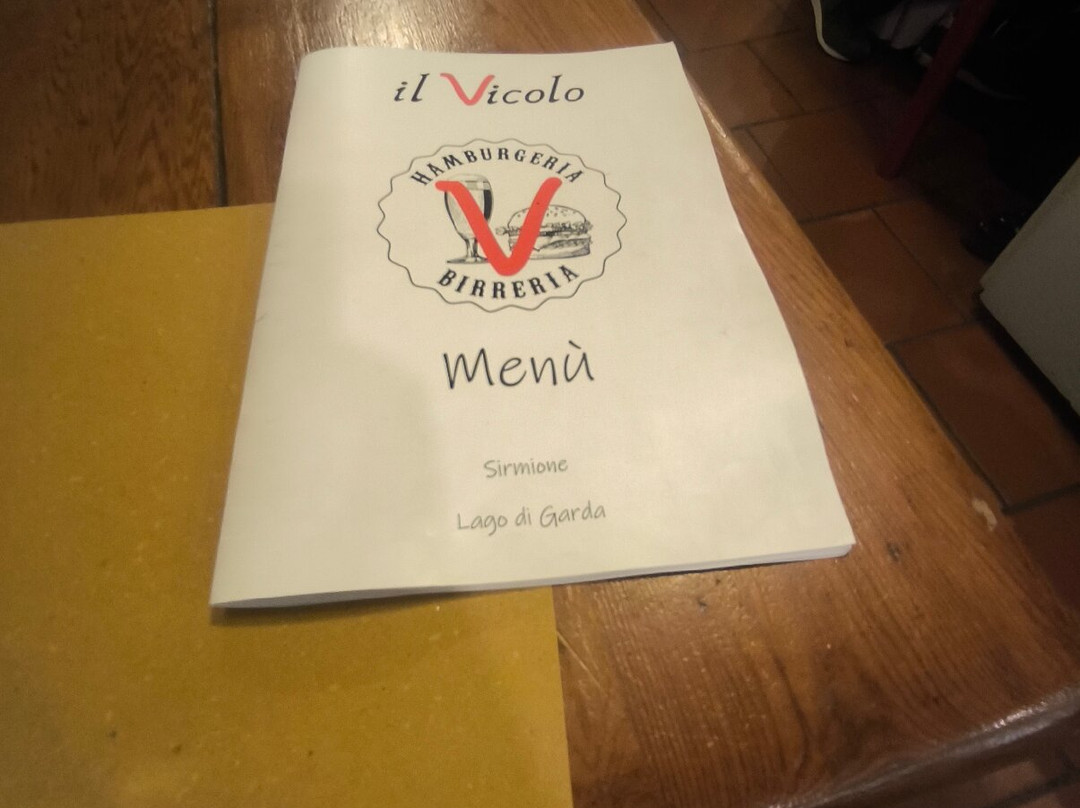 il Vicolo
HAMBURGERIA
V
BIRRERIA
Menù
Sirmione
Lago di Garda